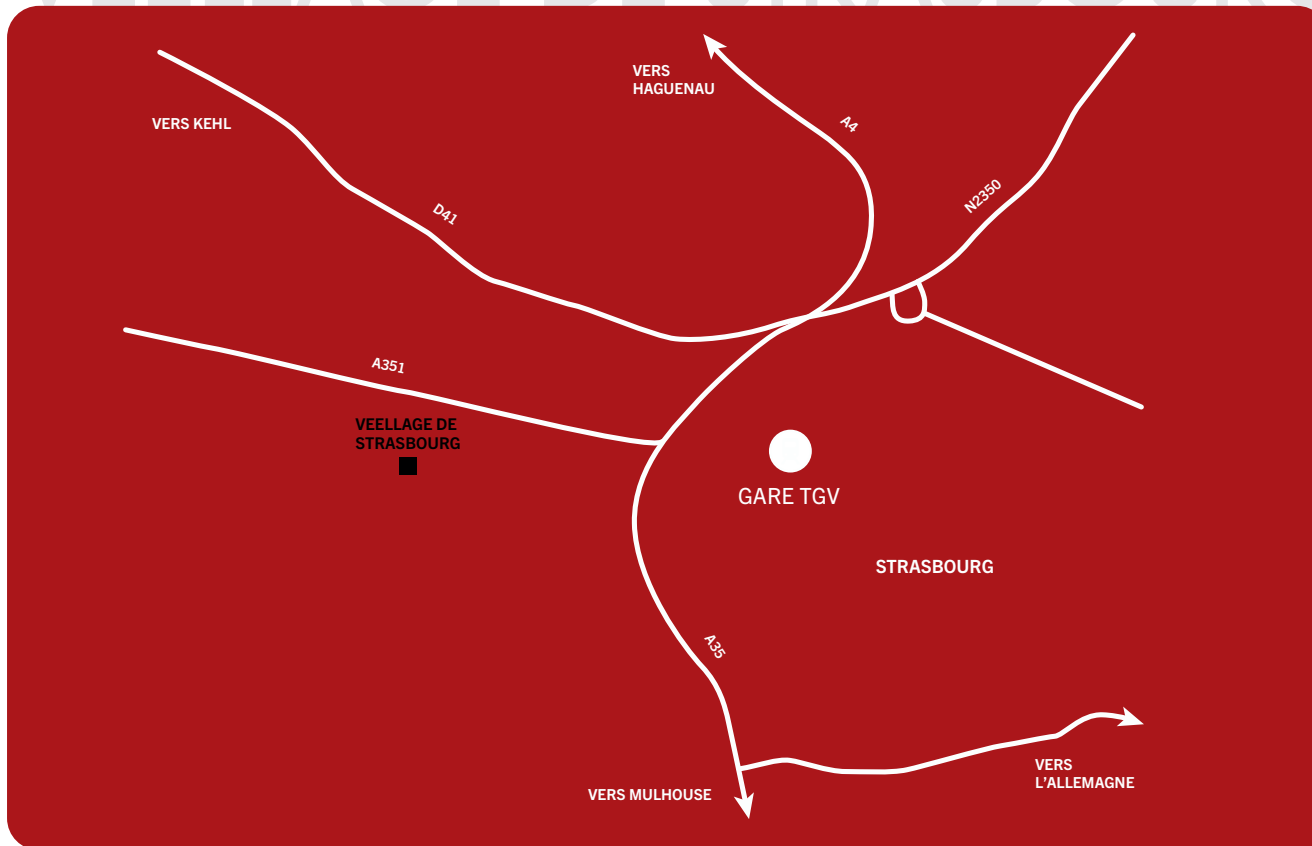 VERS
HAGUENAU
VERS KEHL
A4
N2350
D41
A351
VEELLAGE DE
STRASBOURG
GARE TGV
STRASBOURG
A35
VERS
L'ALLEMAGNE
VERS MULHOUSE